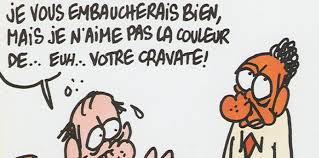 JE VOUS EMBAUCHERAIS BIEN,
MAIS JE N'AIME PAS LA COULEUR
DE... EUH... VOTRE CRAVATE!